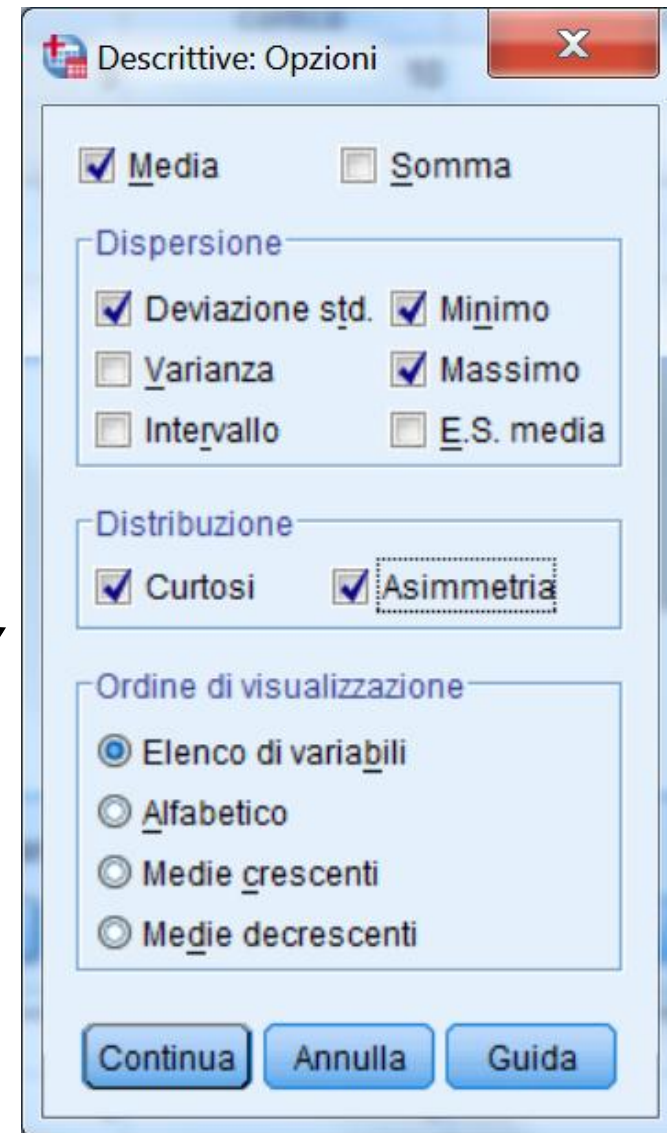 Descrittive: Opzioni
Media Somma
Dispersione
Deviazione std. Minimo
Varianza Massimo
Intervallo E.S. media
Distribuzione
Curtosi Asimmetria
Ordine di visualizzazione
Elenco di variabili
Alfabetico
Medie crescenti
Medie decrescenti
Continua Annulla Guida